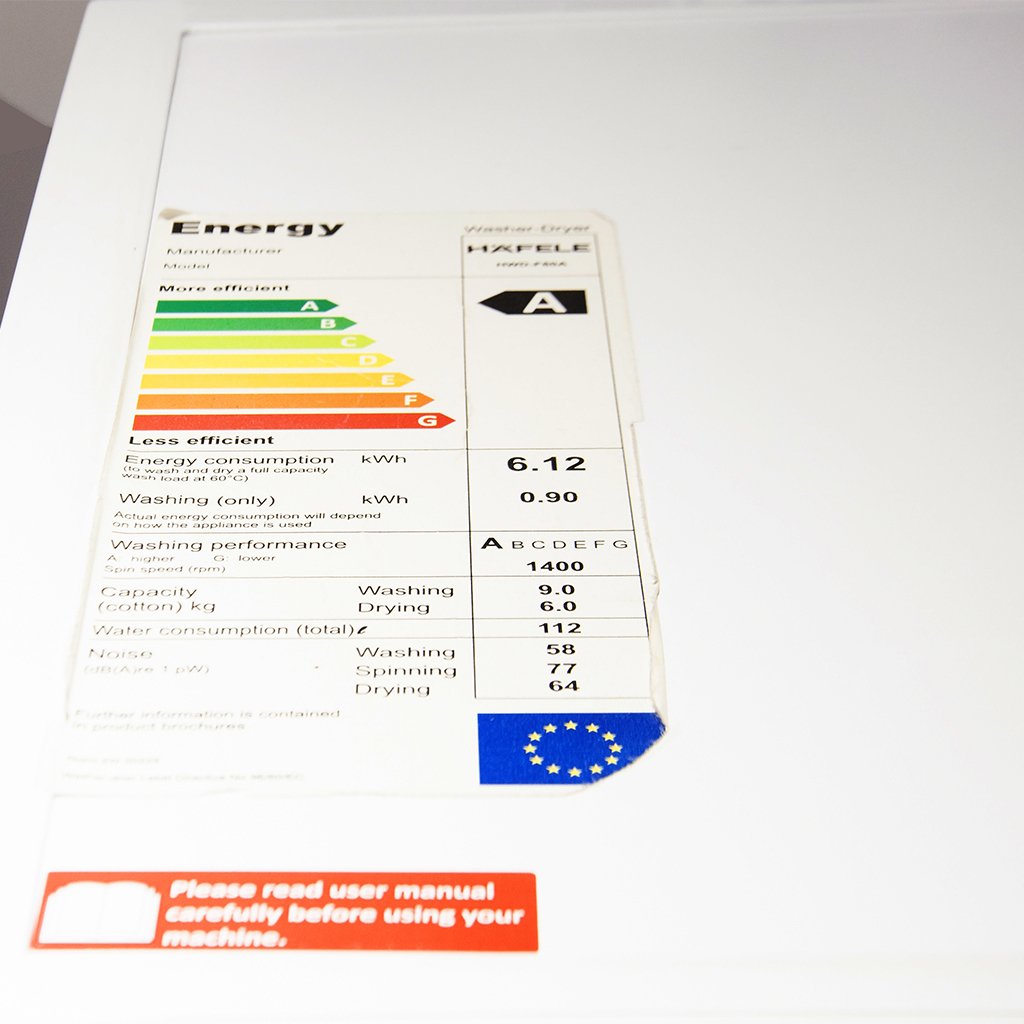 Energy
Washer-Dryer
Manufacturer
HÄFELE
Model
More efficient
A
A
B
C
D
E
F
G
Less efficient
Energy consumption kWh 6.12
(to wash and dry a full capacity
wash load at 60°C)
Washing (only) kWh 0.90
Actual energy consumption will depend
on how the appliance is used
Washing performance A B C D E F G
A: higher G: lower
Spin speed (rpm) 1400
Capacity Washing 9.0
(cotton) kg Drying 6.0
Water consumption (total) ℓ 112
Noise Washing 58
(dB(A)re 1 pW) Spinning 77
Drying 64
Further information is contained
in product brochures
Please read user manual
carefully before using your
machine.